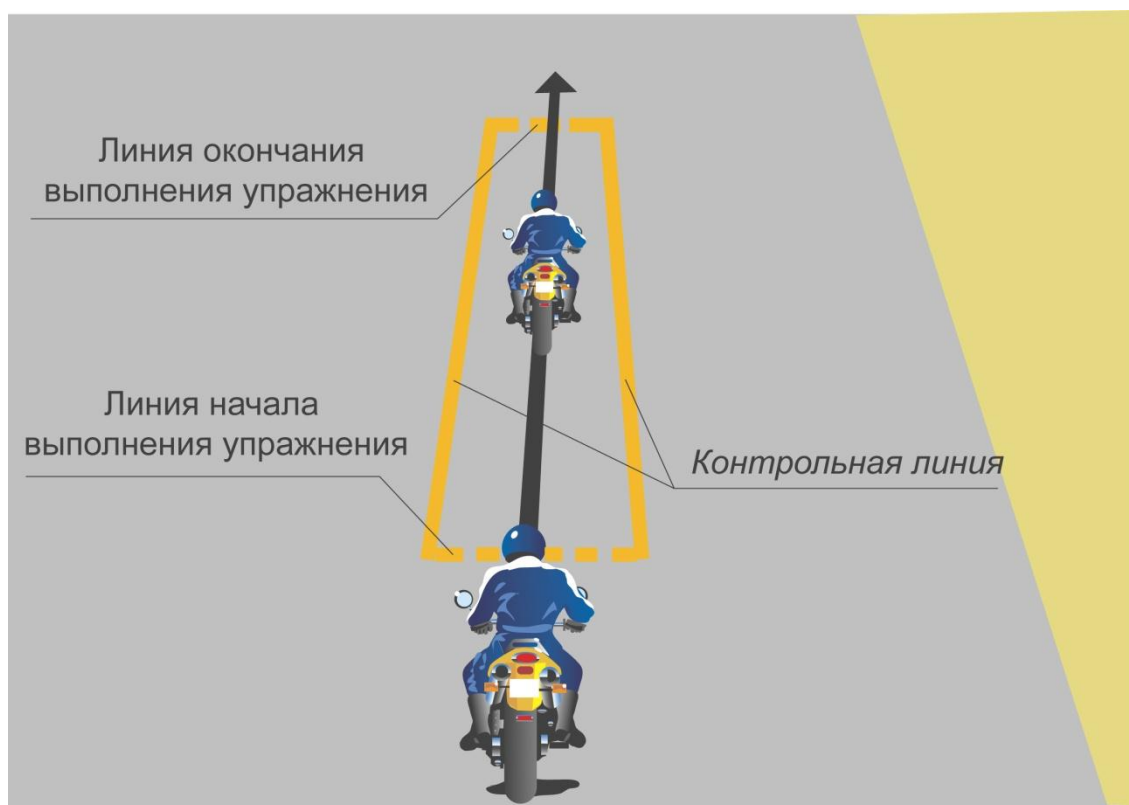 Линия окончания
выполнения упражнения
Линия начала
выполнения упражнения
Контрольная линия